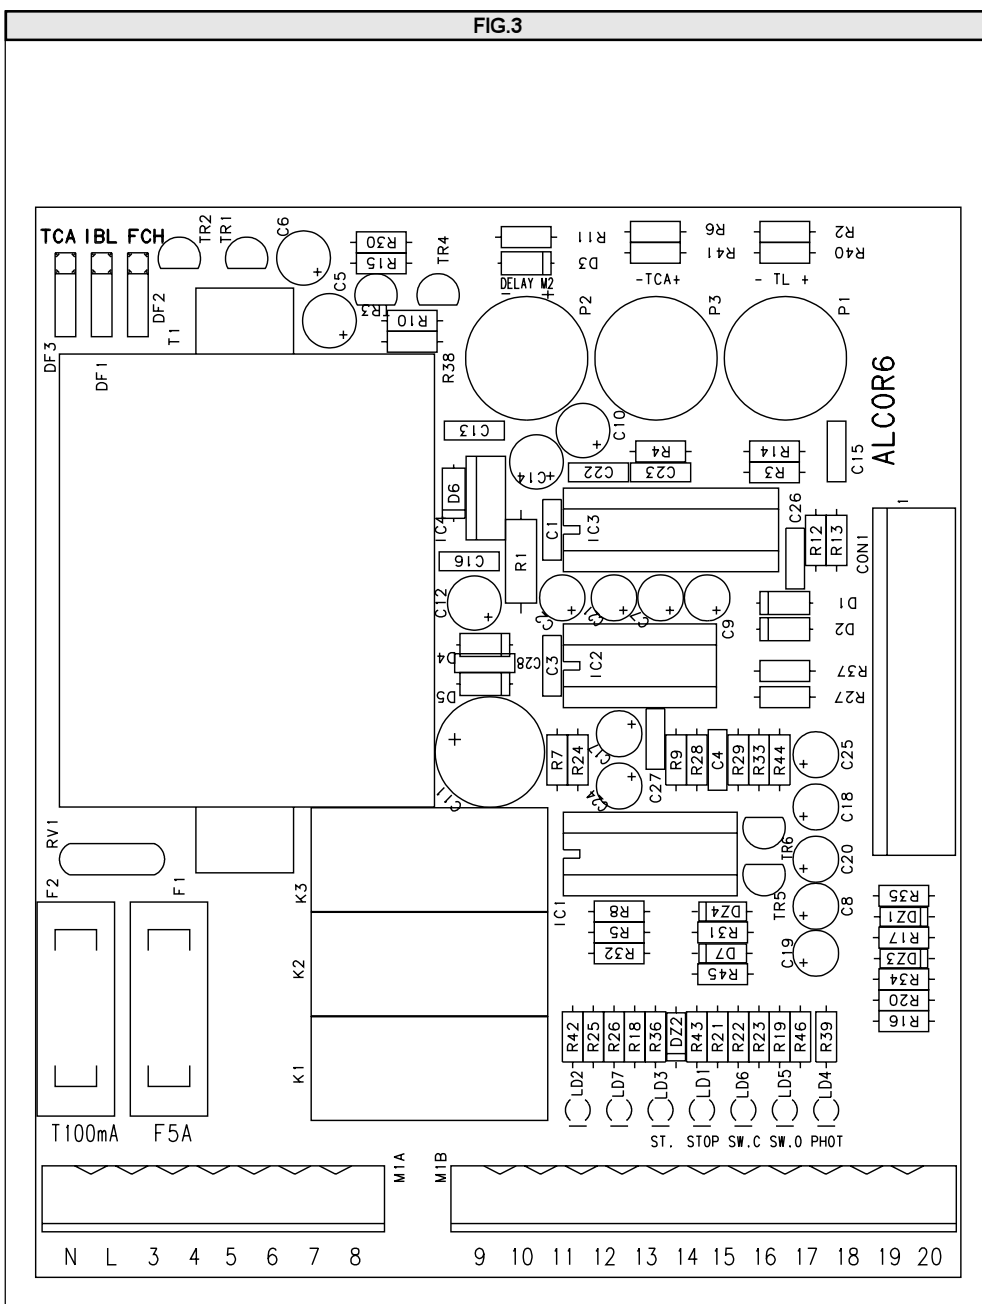 FIG.3
TCA IBL FCH
TR2
TR1
C6
R30
R15
TR4
R11
D3
DELAY M2
- +
R6
R41
-TCA+
R2
R40
- TL +
C5
TR3
R10
R38
DF3
DF1
DF2
T1
P2
P3
P1
ALCOR6
C13
C10
C14
C22
C23
R4
R14
R3
C15
D6
IC4
C16
R1
C1
IC3
C26
R12
R13
CON1
1
C12
C2
C21
C7
C9
D1
D2
D4
C28
D5
C3
IC2
R37
R27
C11
R7
R24
C17
C24
C27
R9
R28
C4
R29
R33
R44
C25
C18
C20
C8
C19
RV1
F2
F1
K3
K2
K1
IC1
TR6
TR5
R8
R5
R32
DZ4
R31
D7
R45
R35
DZ1
R17
DZ3
R34
R20
R16
R42
R25
R26
R18
R36
DZ2
R43
R21
R22
R23
R19
R46
R39
LD2
LD7
LD3
LD1
LD6
LD5
LD4
ST. STOP SW.C SW.O PHOT
T100mA F5A
M1A
M1B
N L 3 4 5 6 7 8 9 10 11 12 13 14 15 16 17 18 19 20